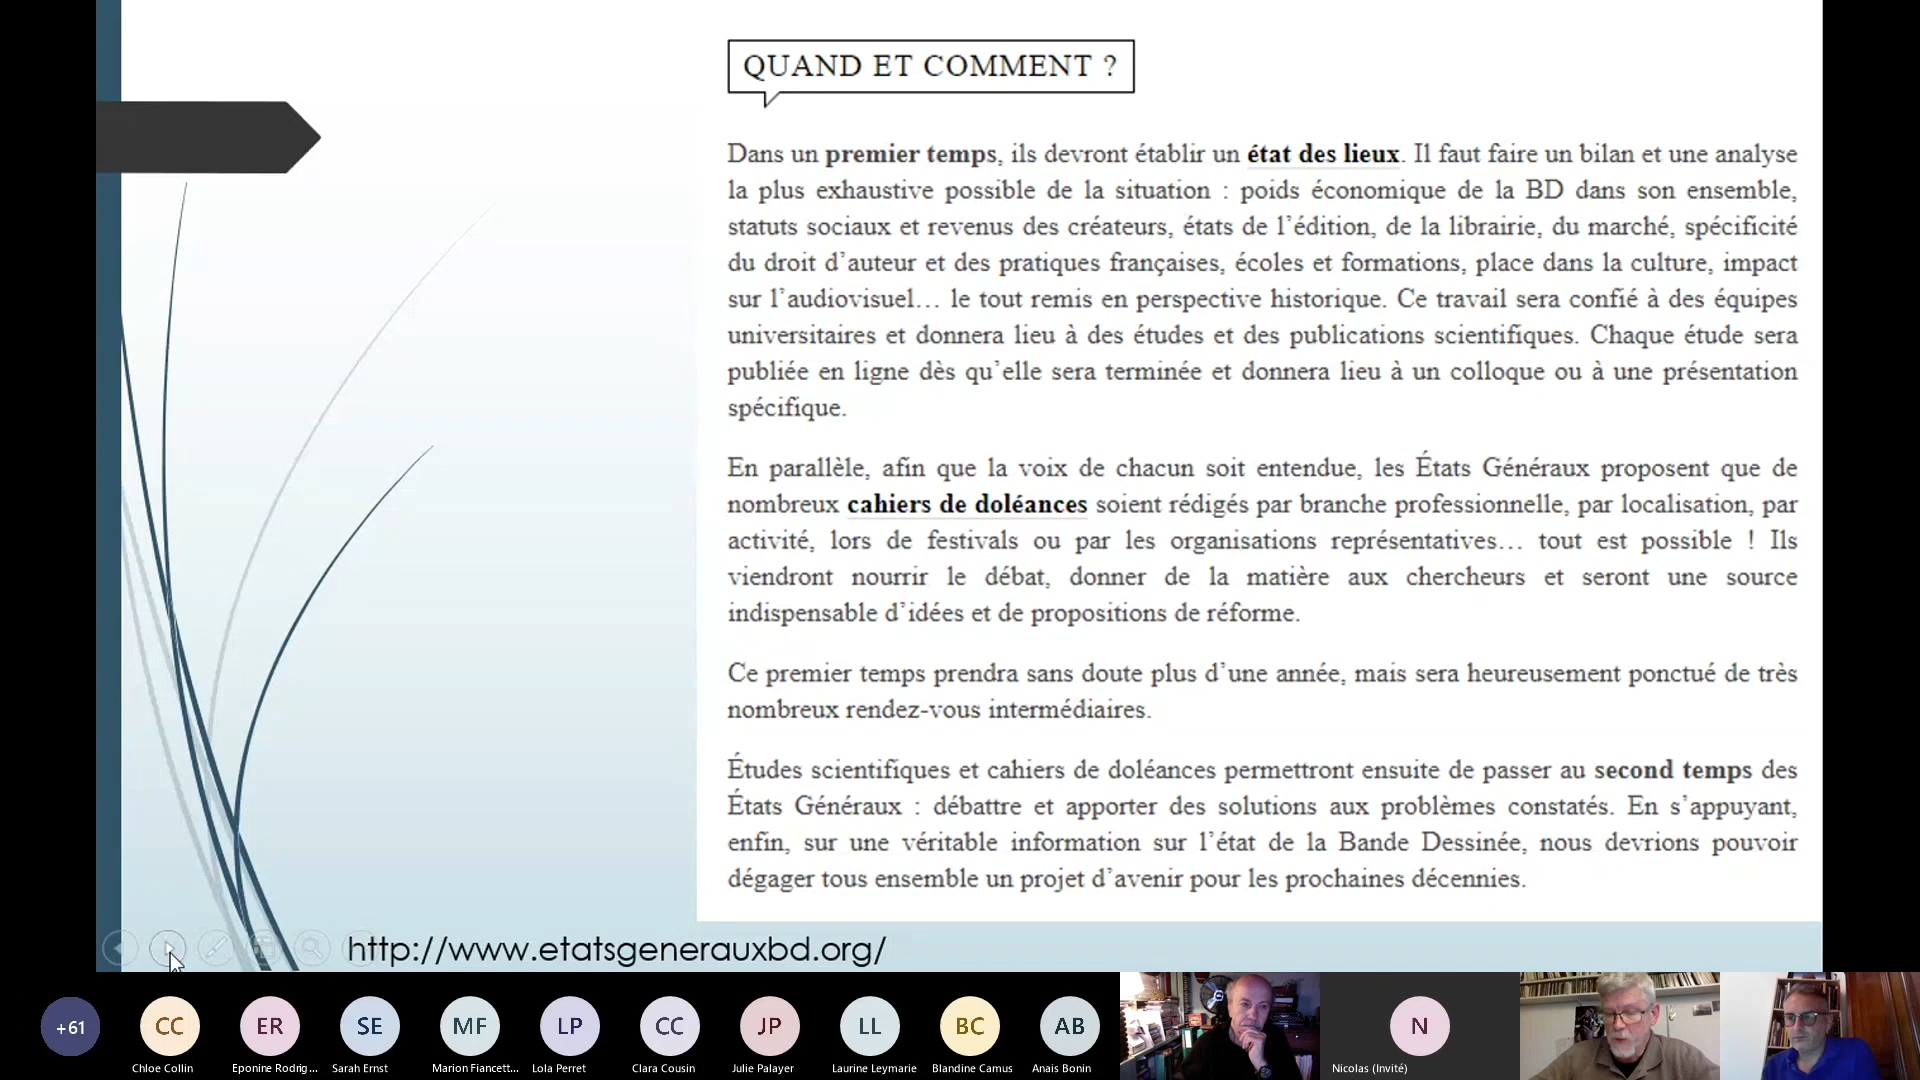 QUAND ET COMMENT ?
Dans un premier temps, ils devront établir un état des lieux. Il faut faire un bilan et une analyse
la plus exhaustive possible de la situation : poids économique de la BD dans son ensemble,
statuts sociaux et revenus des créateurs, états de l’édition, de la librairie, du marché, spécificité
du droit d’auteur et des pratiques françaises, écoles et formations, place dans la culture, impact
sur l’audiovisuel… le tout remis en perspective historique. Ce travail sera confié à des équipes
universitaires et donnera lieu à des études et des publications scientifiques. Chaque étude sera
publiée en ligne dès qu’elle sera terminée et donnera lieu à un colloque ou à une présentation
spécifique.
En parallèle, afin que la voix de chacun soit entendue, les États Généraux proposent que de
nombreux cahiers de doléances soient rédigés par branche professionnelle, par localisation, par
activité, lors de festivals ou par les organisations représentatives… tout est possible ! Ils
viendront nourrir le débat, donner de la matière aux chercheurs et seront une source
indispensable d’idées et de propositions de réforme.
Ce premier temps prendra sans doute plus d’une année, mais sera heureusement ponctué de très
nombreux rendez-vous intermédiaires.
Études scientifiques et cahiers de doléances permettront ensuite de passer au second temps des
États Généraux : débattre et apporter des solutions aux problèmes constatés. En s’appuyant,
enfin, sur une véritable information sur l’état de la Bande Dessinée, nous devrions pouvoir
dégager tous ensemble un projet d’avenir pour les prochaines décennies.
http://www.etatsgenerauxbd.org/
+61 CC ER SE MF LP CC JP LL BC AB N
Chloe Collin Eponine Rodrig... Sarah Ernst Marion Fiancett... Lola Perret Clara Cousin Julie Palayer Laurine Leymarie Blandine Camus Anais Bonin Nicolas (Invité)